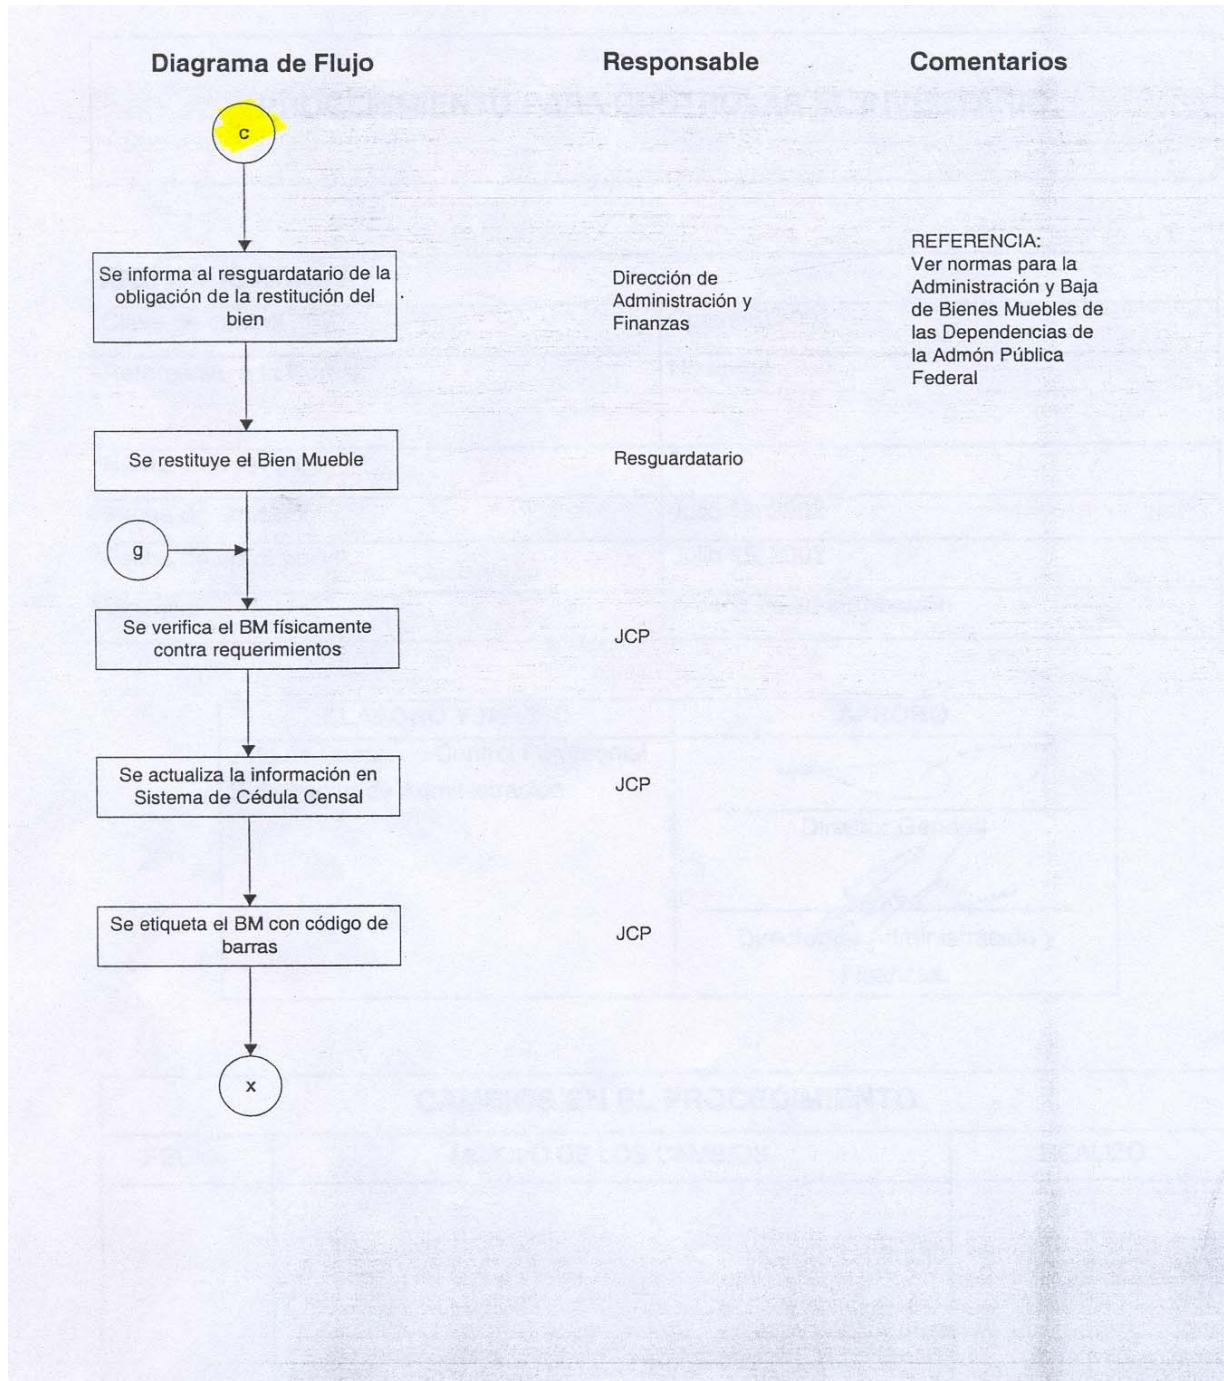 Diagrama de Flujo
Responsable
Comentarios
c
Se informa al resguardatario de la
obligación de la restitución del
bien
Dirección de
Administración y
Finanzas
REFERENCIA:
Ver normas para la
Administración y Baja
de Bienes Muebles de
las Dependencias de
la Admón Pública
Federal
Se restituye el Bien Mueble
Resguardatario
g
Se verifica el BM físicamente
contra requerimientos
JCP
Se actualiza la información en
Sistema de Cédula Censal
JCP
Se etiqueta el BM con código de
barras
JCP
x